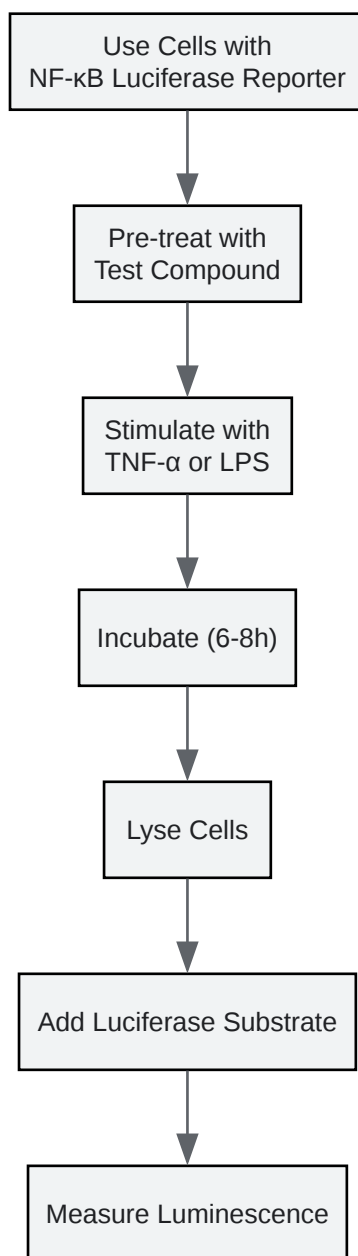 Use Cells with
NF-κB Luciferase Reporter
Pre-treat with
Test Compound
Stimulate with
TNF-α or LPS
Incubate (6-8h)
Lyse Cells
Add Luciferase Substrate
Measure Luminescence